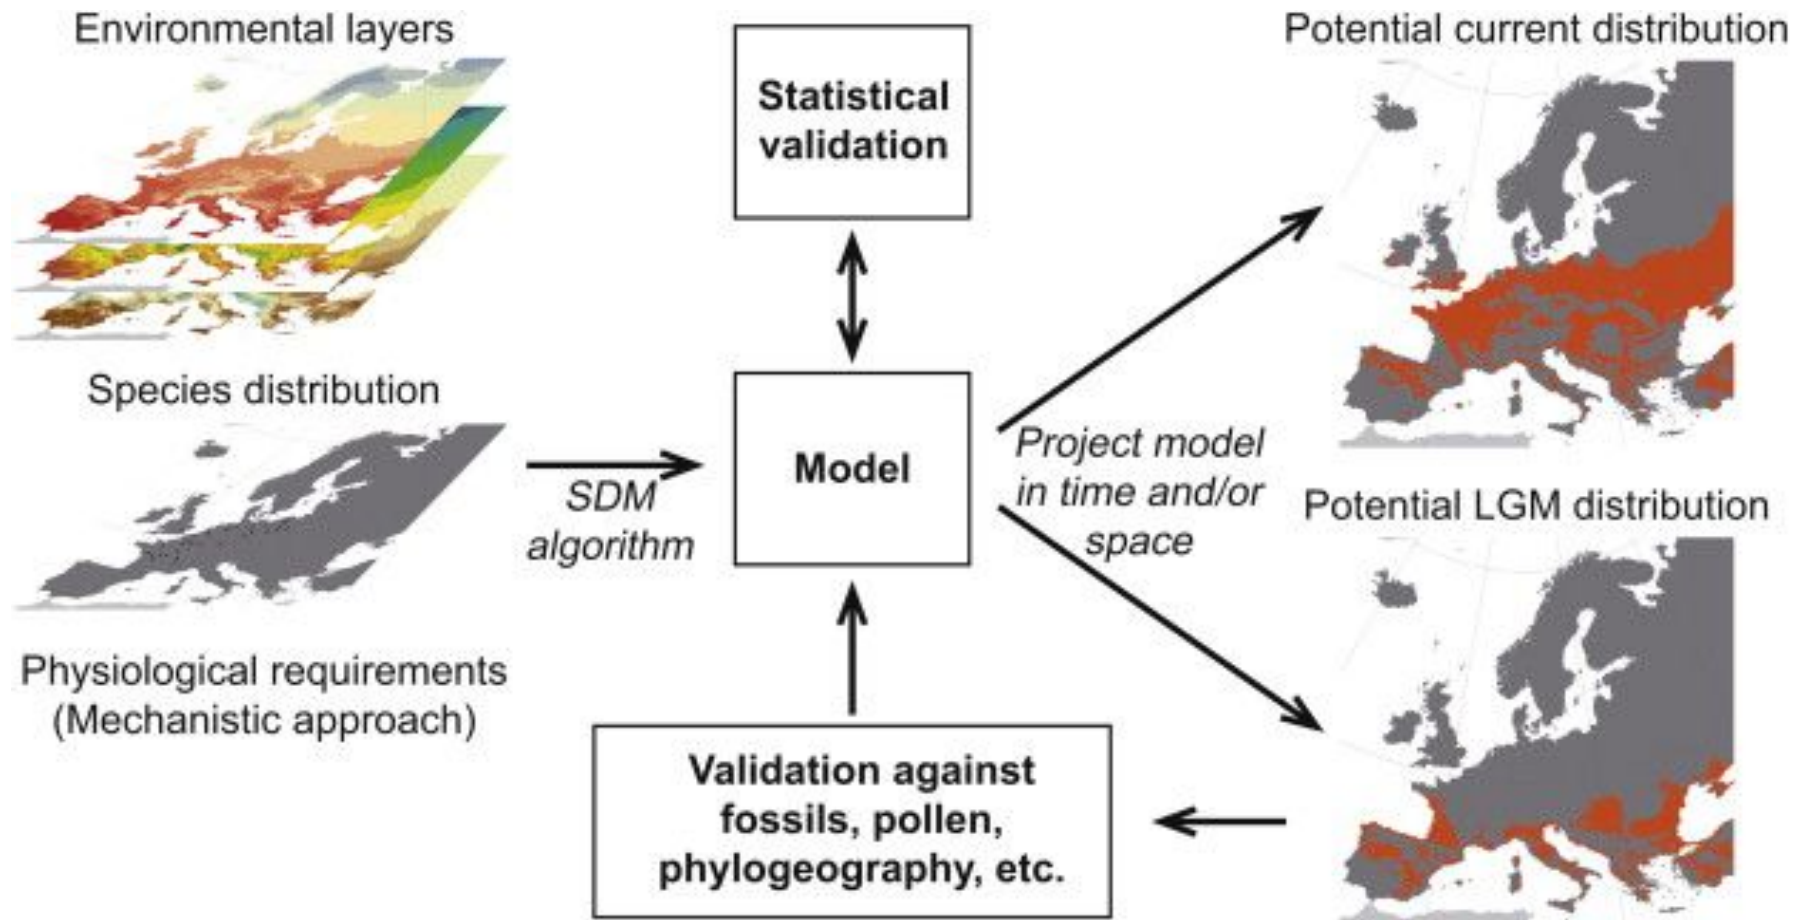 Environmental layers
Species distribution
Physiological requirements
(Mechanistic approach)
SDM
algorithm
Statistical
validation
Model
Validation against
fossils, pollen,
phylogeography, etc.
Project model
in time and/or
space
Potential current distribution
Potential LGM distribution